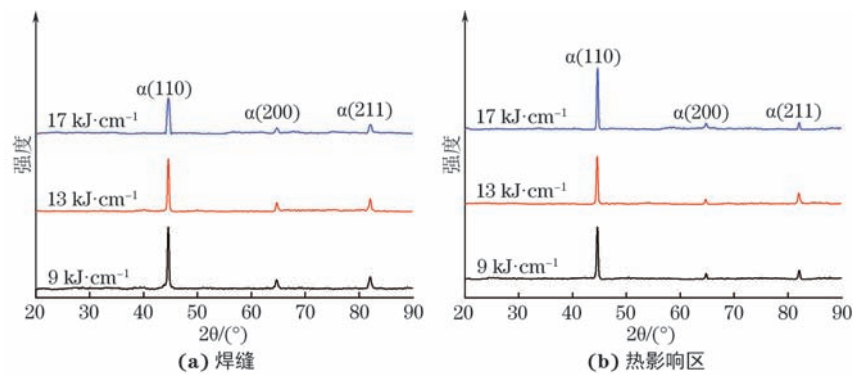 α(110)
α(200)
α(211)
17 kJ·cm⁻¹
13 kJ·cm⁻¹
9 kJ·cm⁻¹
强度
20 30 40 50 60 70 80 90
2θ/(°)
(a) 焊缝
α(110)
α(200)
α(211)
17 kJ·cm⁻¹
13 kJ·cm⁻¹
9 kJ·cm⁻¹
强度
20 30 40 50 60 70 80 90
2θ/(°)
(b) 热影响区